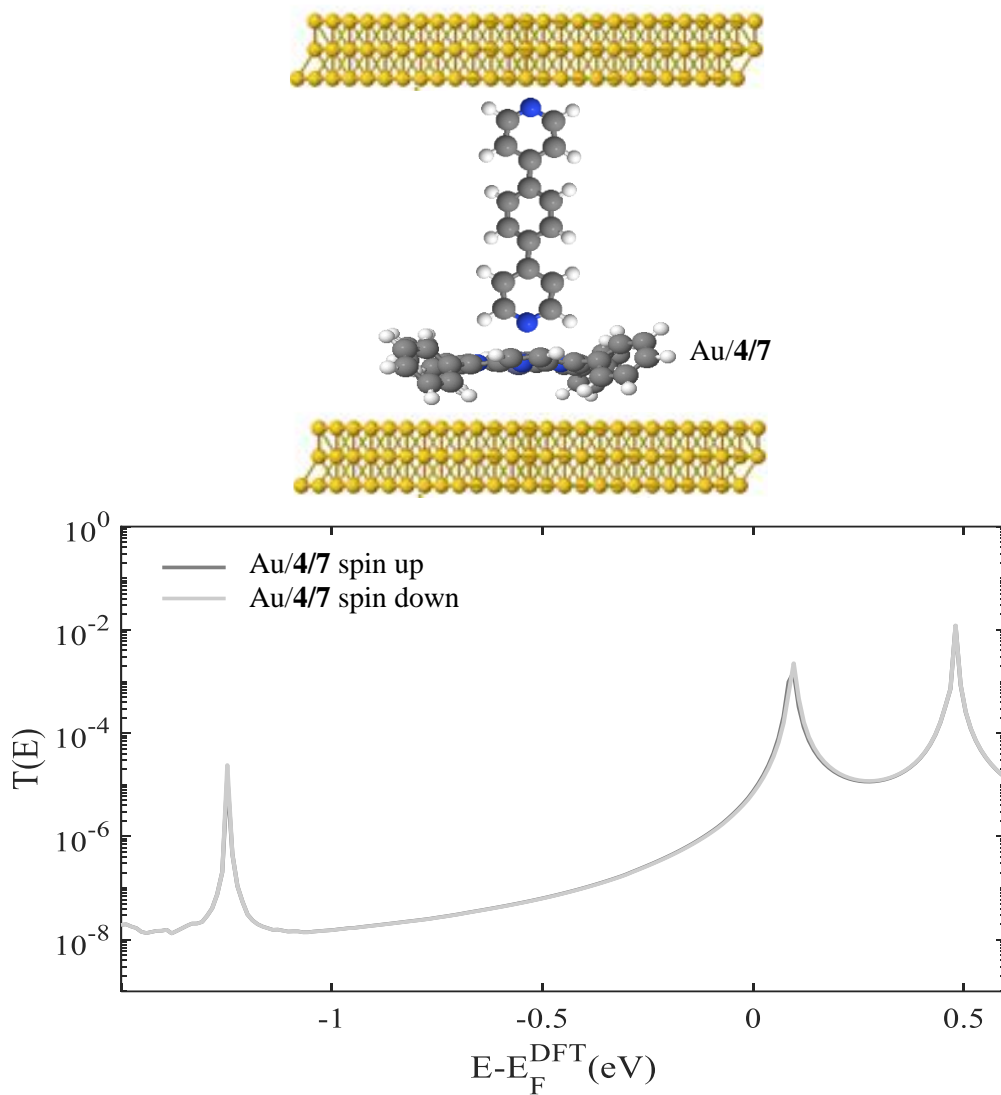 Au/4/7
10^0
Au/4/7 spin up
Au/4/7 spin down
10^-2
10^-4
T(E)
10^-6
10^-8
-1 -0.5 0 0.5
E-E_F^DFT(eV)